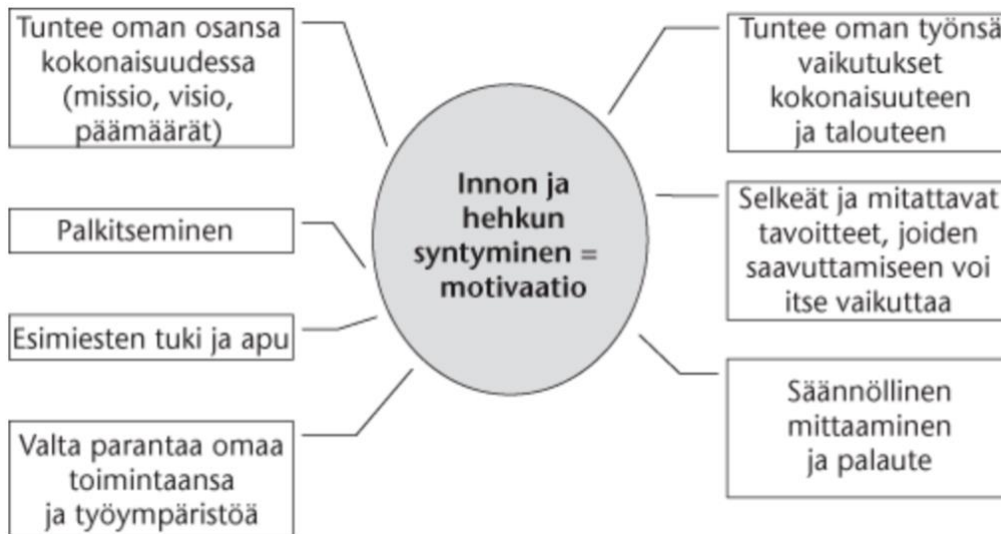 Tuntee oman osansa
kokonaisuudessa
(missio, visio,
päämäärät)
Palkitseminen
Esimiesten tuki ja apu
Valta parantaa omaa
toimintaansa
ja työympäristöä
Innon ja
hehkun
syntyminen =
motivaatio
Tuntee oman työnsä
vaikutukset
kokonaisuuteen
ja talouteen
Selkeät ja mitattavat
tavoitteet, joiden
saavuttamiseen voi
itse vaikuttaa
Säännöllinen
mittaaminen
ja palaute